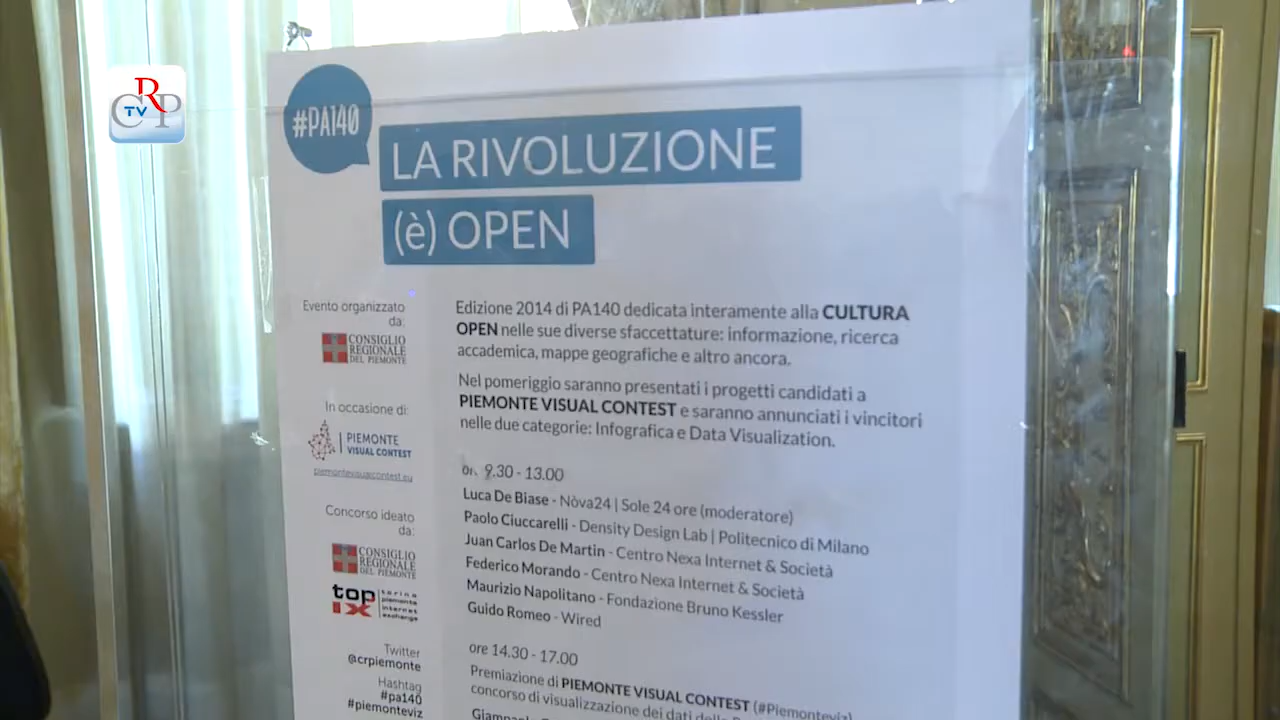 CRP TV
#PA140
LA RIVOLUZIONE
(è) OPEN
Evento organizzato
da:
CONSIGLIO
REGIONALE
DEL PIEMONTE
In occasione di:
PIEMONTE
VISUAL CONTEST
piemontevisualcontest.eu
Concorso ideato
da:
CONSIGLIO
REGIONALE
DEL PIEMONTE
top
ix
torino
piemonte
internet
exchange
Twitter
@crpiemonte
Hashtag
#pa140
#piemonteviz
Edizione 2014 di PA140 dedicata interamente alla CULTURA
OPEN nelle sue diverse sfaccettature: informazione, ricerca
accademica, mappe geografiche e altro ancora.
Nel pomeriggio saranno presentati i progetti candidati a
PIEMONTE VISUAL CONTEST e saranno annunciati i vincitori
nelle due categorie: Infografica e Data Visualization.
9.30 - 13.00
Luca De Biase - Nòva24 | Sole 24 ore (moderatore)
Paolo Ciuccarelli - Density Design Lab | Politecnico di Milano
Juan Carlos De Martin - Centro Nexa Internet & Società
Federico Morando - Centro Nexa Internet & Società
Maurizio Napolitano - Fondazione Bruno Kessler
Guido Romeo - Wired
ore 14.30 - 17.00
Premiazione di PIEMONTE VISUAL CONTEST (#Piemonteviz)
concorso di visualizzazione dei dati